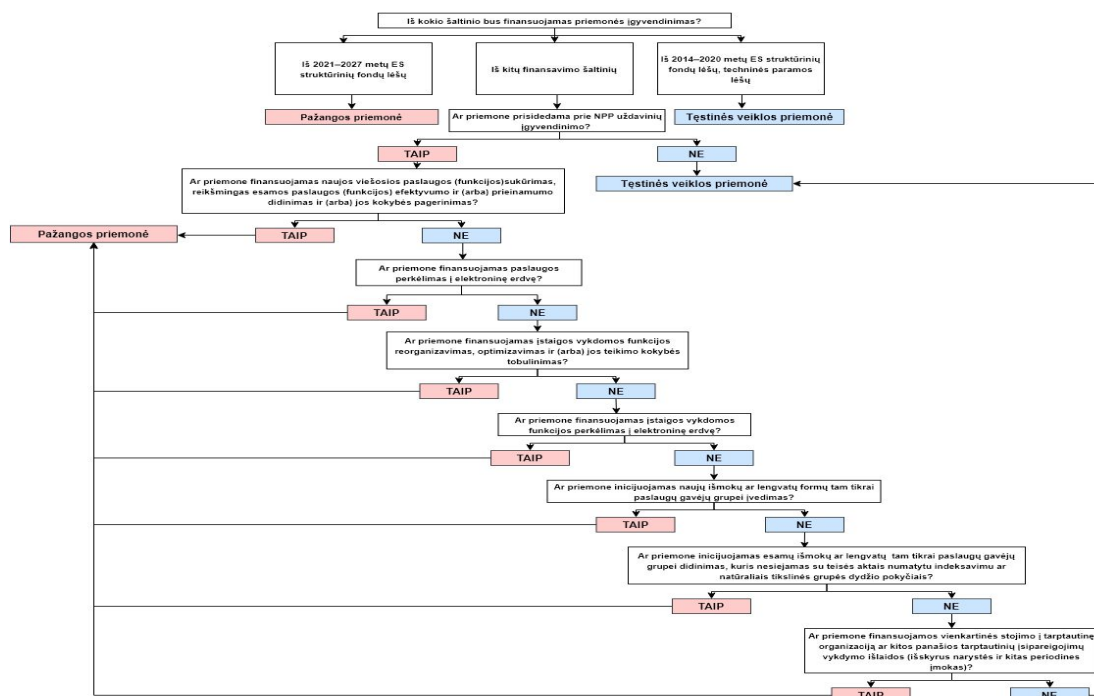 Iš kokio šaltinio bus finansuojamas priemonės įgyvendinimas?
Iš 2021–2027 metų ES
struktūrinių fondų lėšų
Iš kitų finansavimo šaltinių
Iš 2014–2020 metų ES struktūrinių
fondų lėšų, techninės paramos
lėšų
Pažangos priemonė
Ar priemone prisidedama prie NPP uždavinių
įgyvendinimo?
Tęstinės veiklos priemonė
TAIP
NE
Ar priemone finansuojamas naujos viešosios paslaugos (funkcijos)sukūrimas,
reikšmingas esamos paslaugos (funkcijos) efektyvumo ir (arba) prieinamumo
didinimas ir (arba) jos kokybės pagerinimas?
Tęstinės veiklos priemonė
Pažangos priemonė
TAIP
NE
Ar priemone finansuojamas paslaugos
perkėlimas į elektroninę erdvę?
TAIP
NE
Ar priemone finansuojamas įstaigos vykdomos funkcijos
reorganizavimas, optimizavimas ir (arba) jos teikimo kokybės
tobulinimas?
TAIP
NE
Ar priemone finansuojamas įstaigos vykdomos
funkcijos perkėlimas į elektroninę erdvę?
TAIP
NE
Ar priemone inicijuojamas naujų išmokų ar lengvatų formų tam tikrai
paslaugų gavėjų grupei įvedimas?
TAIP
NE
Ar priemone inicijuojamas esamų išmokų ar lengvatų tam tikrai paslaugų gavėjų
grupei didinimas, kuris nesiejamas su teisės aktais numatytu indeksavimu ar
natūraliais tikslinės grupės dydžio pokyčiais?
TAIP
NE
Ar priemone finansuojamos vienkartinės stojimo į tarptautinę
organizaciją ar kitos panašios tarptautinių įsipareigojimų
vykdymo išlaidos (išskyrus narystės ir kitas periodines
įmokas)?
TAIP
NE